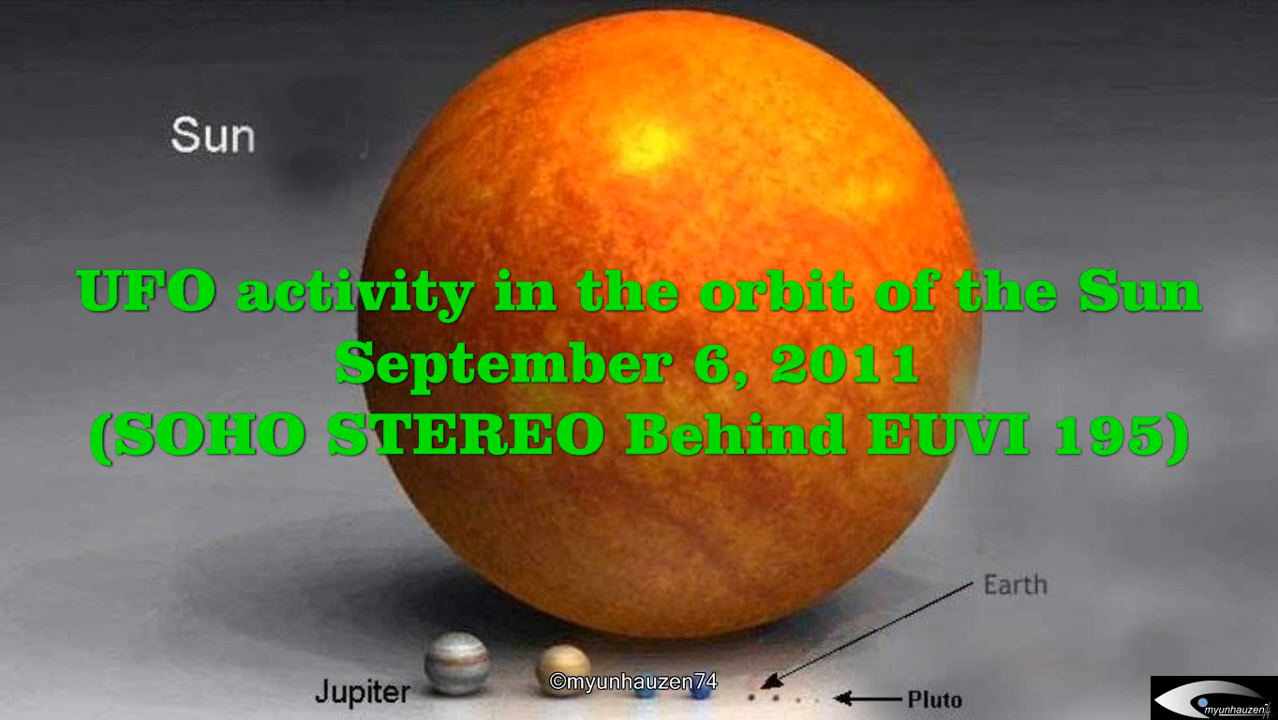 Sun
UFO activity in the orbit of the Sun
September 6, 2011
(SOHO STEREO Behind EUVI 195)
Earth
Jupiter
©myunhauzen74
Pluto
myunhauzen74